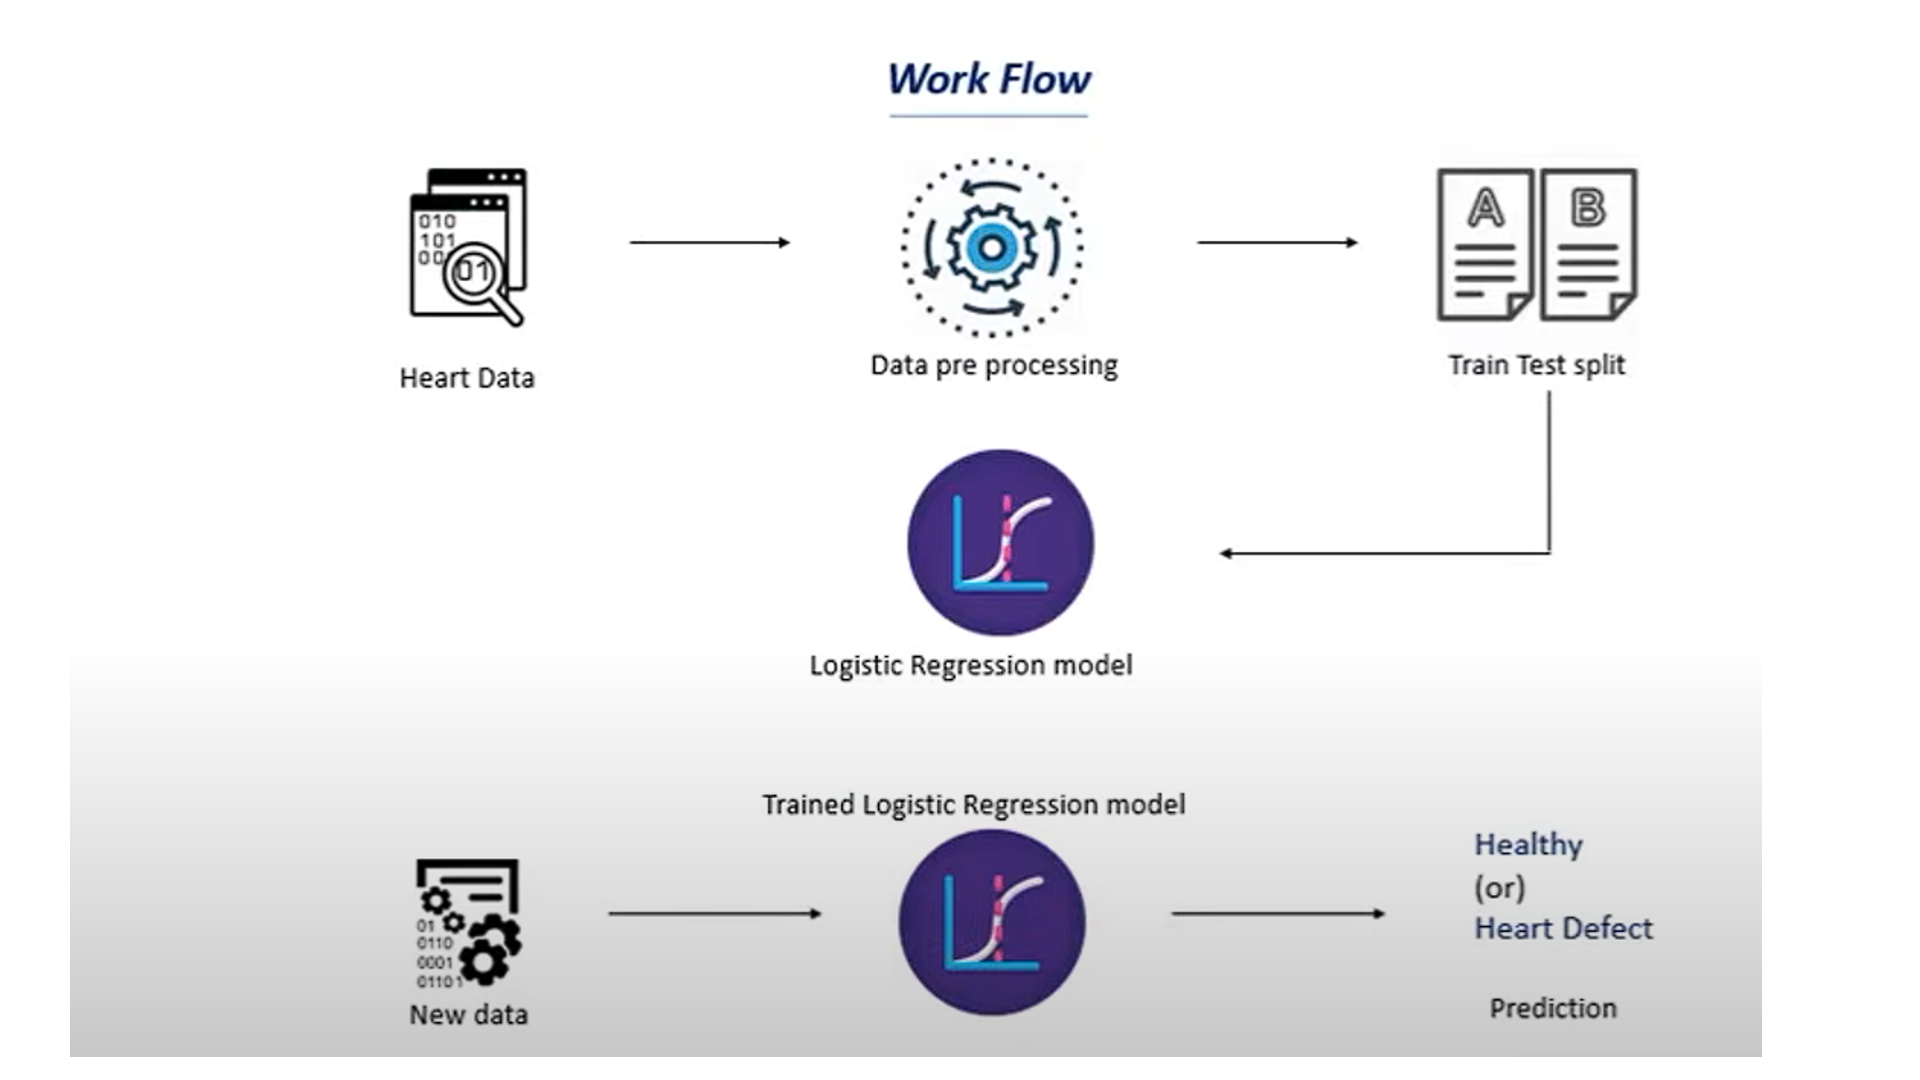 Work Flow
010
101
00
01
A
B
Heart Data
Data pre processing
Train Test split
Logistic Regression model
Trained Logistic Regression model
Healthy
(or)
Heart Defect
01
0110
0001
01101
New data
Prediction